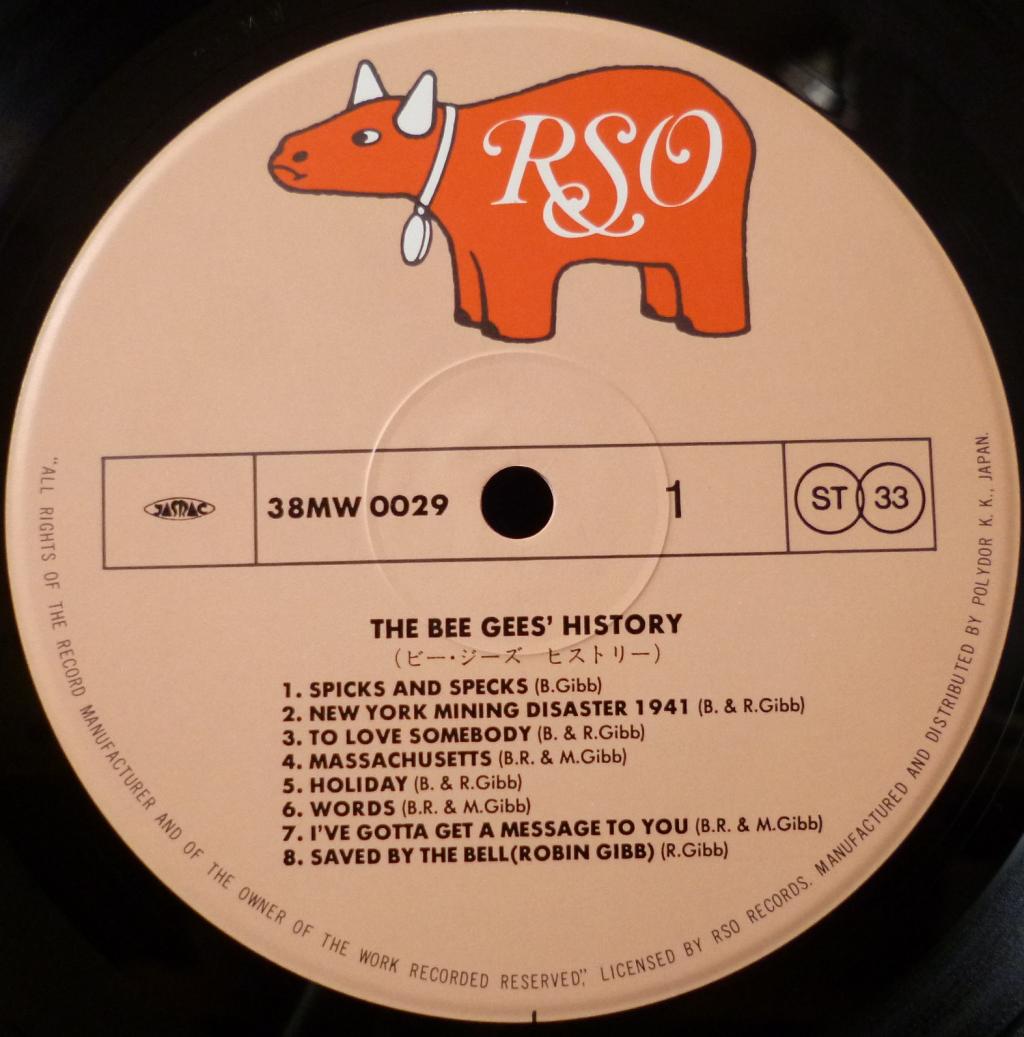 RSO
JASRAC
38MW 0029
1
ST 33
THE BEE GEES' HISTORY
(ビー・ジーズ ヒストリー)
1. SPICKS AND SPECKS (B.Gibb)
2. NEW YORK MINING DISASTER 1941 (B. & R.Gibb)
3. TO LOVE SOMEBODY (B. & R.Gibb)
4. MASSACHUSETTS (B.R. & M.Gibb)
5. HOLIDAY (B. & R.Gibb)
6. WORDS (B.R. & M.Gibb)
7. I'VE GOTTA GET A MESSAGE TO YOU (B.R. & M.Gibb)
8. SAVED BY THE BELL(ROBIN GIBB) (R.Gibb)
"ALL RIGHTS OF THE RECORD MANUFACTURER AND OF THE OWNER OF THE WORK RECORDED RESERVED," LICENSED BY RSO RECORDS. MANUFACTURED AND DISTRIBUTED BY POLYDOR K. K., JAPAN.